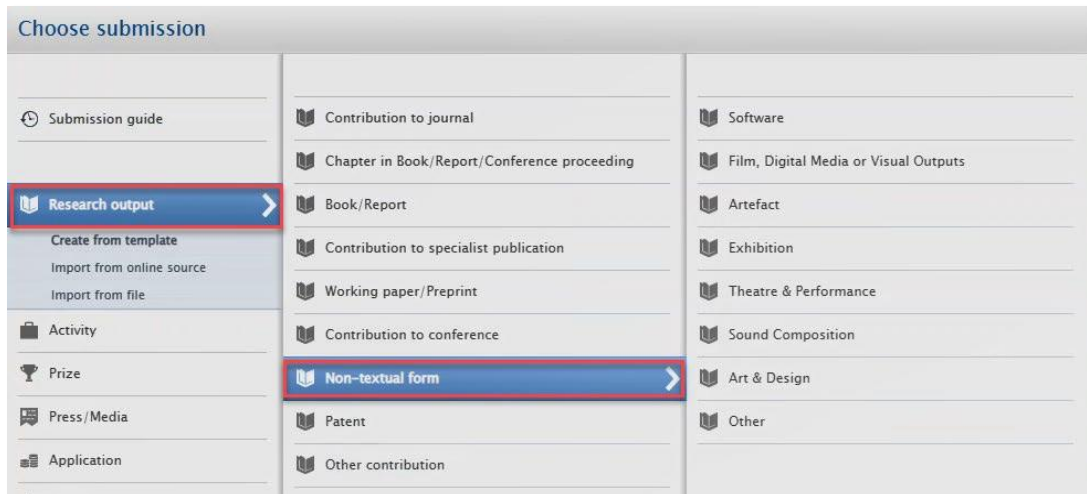 Choose submission
Submission guide
Research output
Create from template
Import from online source
Import from file
Activity
Prize
Press/Media
Application
Contribution to journal
Chapter in Book/Report/Conference proceeding
Book/Report
Contribution to specialist publication
Working paper/Preprint
Contribution to conference
Non-textual form
Patent
Other contribution
Software
Film, Digital Media or Visual Outputs
Artefact
Exhibition
Theatre & Performance
Sound Composition
Art & Design
Other